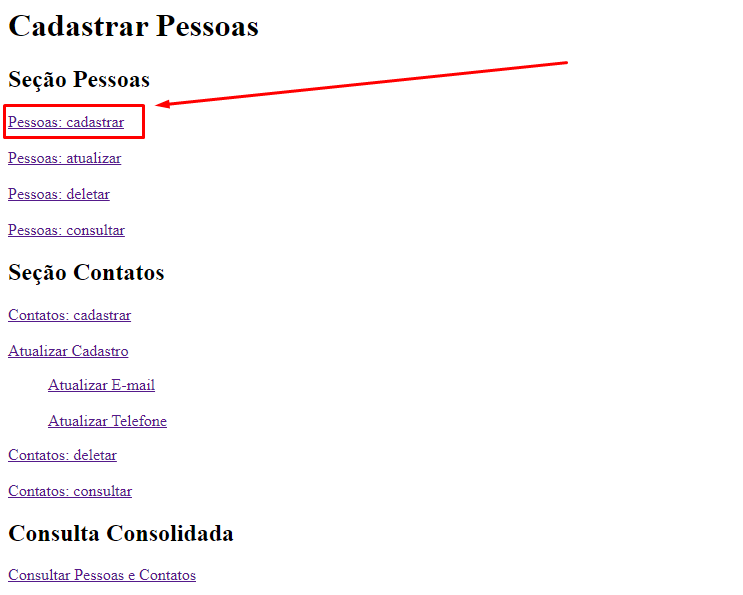 Cadastrar Pessoas
Seção Pessoas
Pessoas: cadastrar
Pessoas: atualizar
Pessoas: deletar
Pessoas: consultar
Seção Contatos
Contatos: cadastrar
Atualizar Cadastro
Atualizar E-mail
Atualizar Telefone
Contatos: deletar
Contatos: consultar
Consulta Consolidada
Consultar Pessoas e Contatos